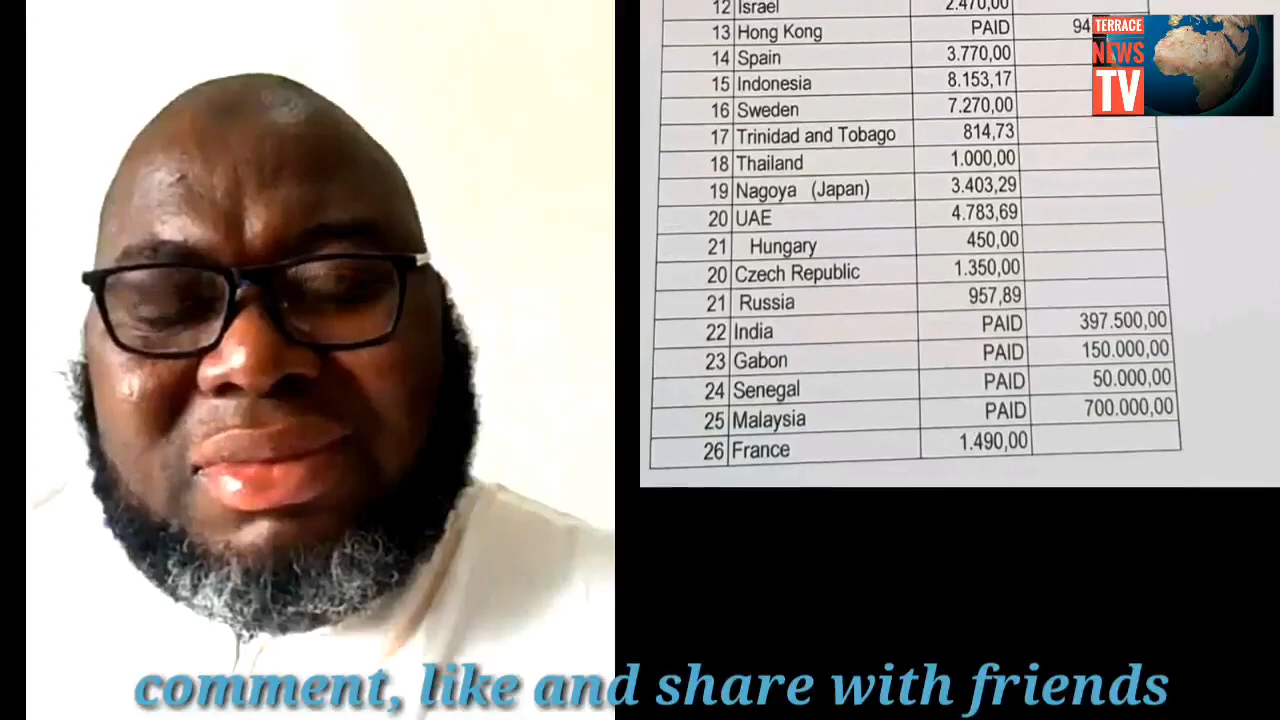 12 Israel 2.470,00
13 Hong Kong PAID 94
14 Spain 3.770,00
15 Indonesia 8.153,17
16 Sweden 7.270,00
17 Trinidad and Tobago 814,73
18 Thailand 1.000,00
19 Nagoya (Japan) 3.403,29
20 UAE 4.783,69
21 Hungary 450,00
20 Czech Republic 1.350,00
21 Russia 957,89
22 India PAID 397.500,00
23 Gabon PAID 150.000,00
24 Senegal PAID 50.000,00
25 Malaysia PAID 700.000,00
26 France 1.490,00
TERRACE
NEWS
TV
comment, like and share with friends